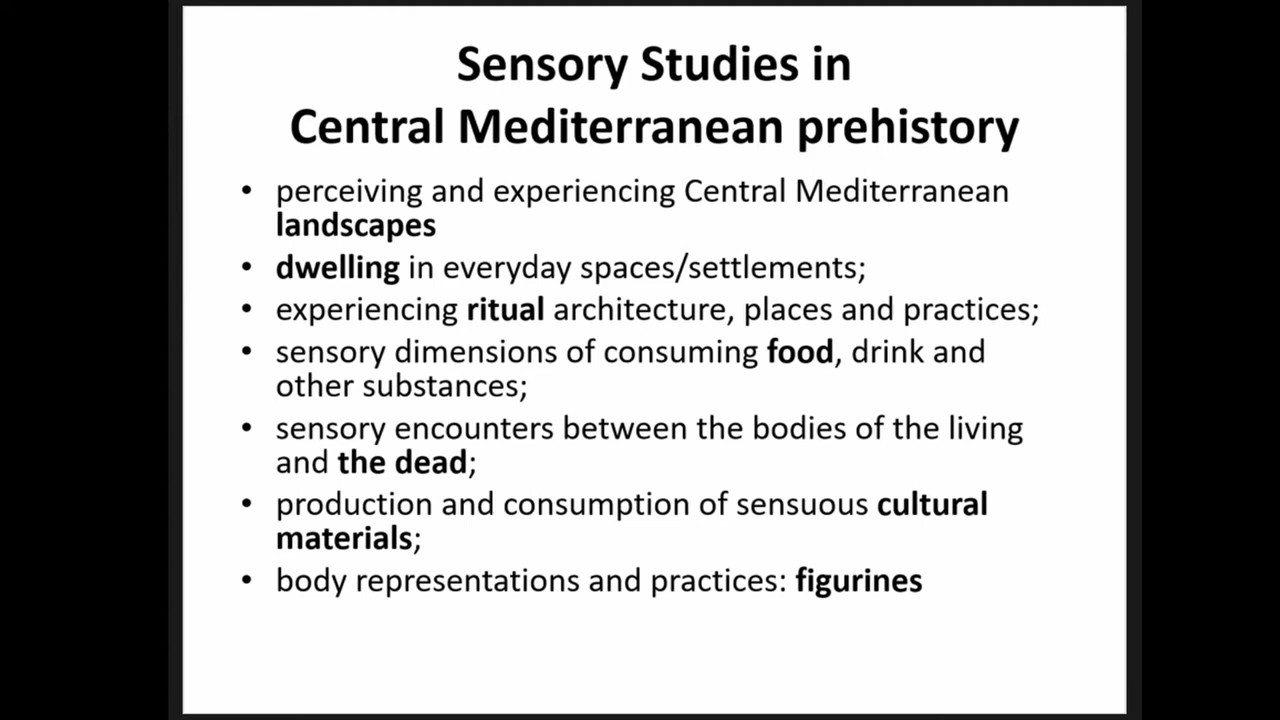 Sensory Studies in
Central Mediterranean prehistory
• perceiving and experiencing Central Mediterranean
landscapes
• dwelling in everyday spaces/settlements;
• experiencing ritual architecture, places and practices;
• sensory dimensions of consuming food, drink and
other substances;
• sensory encounters between the bodies of the living
and the dead;
• production and consumption of sensuous cultural
materials;
• body representations and practices: figurines